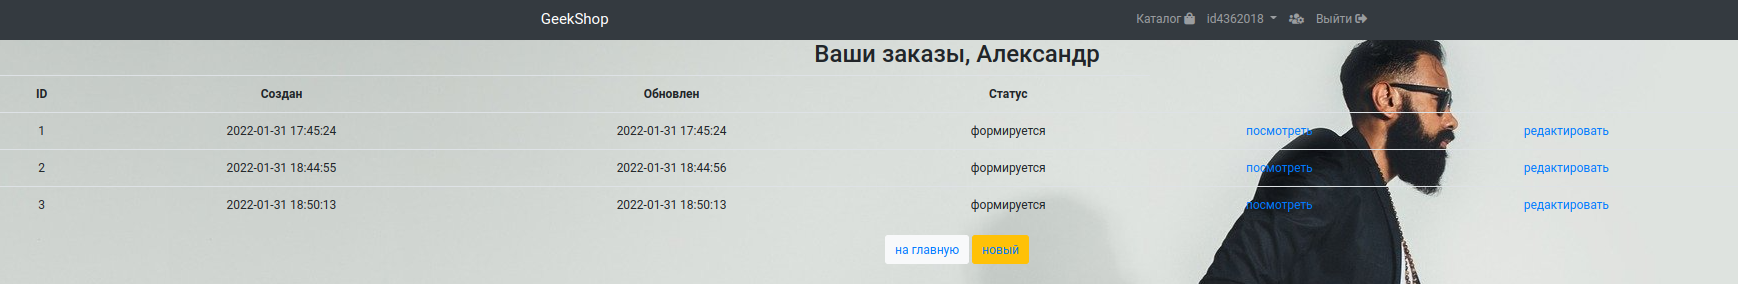 GeekShop Каталог id4362018 Выйти
Ваши заказы, Александр
ID Создан Обновлен Статус
1 2022-01-31 17:45:24 2022-01-31 17:45:24 формируется посмотреть редактировать
2 2022-01-31 18:44:55 2022-01-31 18:44:56 формируется посмотреть редактировать
3 2022-01-31 18:50:13 2022-01-31 18:50:13 формируется посмотреть редактировать
на главную новый